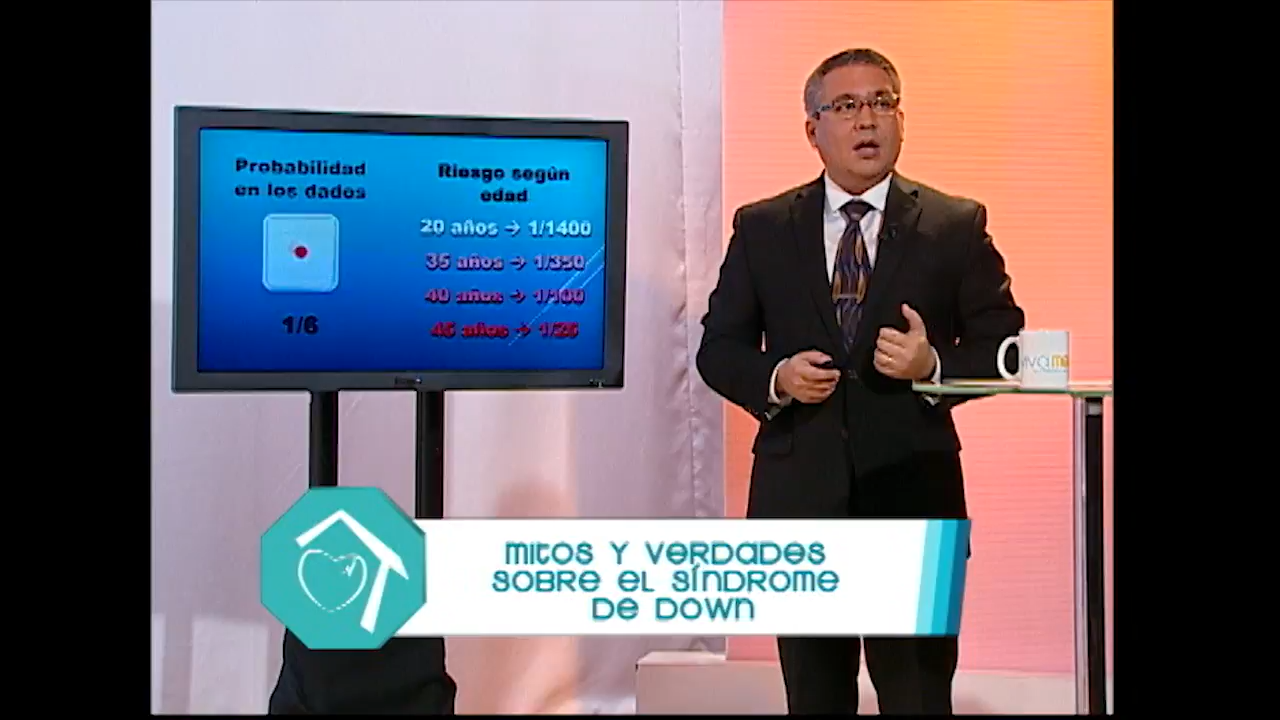 Probabilidad
en los dados
1/6
Riesgo según
edad
20 años → 1/1400
35 años → 1/350
40 años → 1/100
45 años → 1/25
MITOS Y VERDADES
SOBRE EL SÍNDROME
DE DOWN